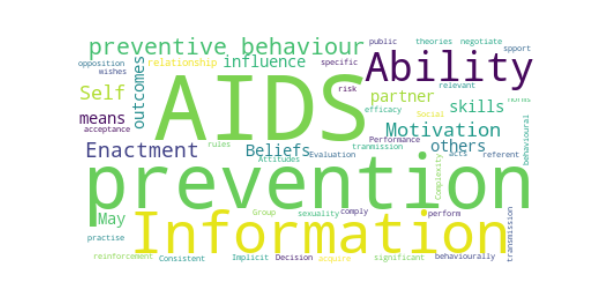 public theories negotiate spport
preventive behaviour
opposition relationship influence specific
wishes
Ability
Self outcomes AIDS risk partner relevant
norms
efficacy skills
means Social
acceptance Motivation
Enactment rules Beliefs Performance others behavioural
tranmission
Attitudes Evaluation acts referent
prevention
Complexity
May Group sexuality comply perform
Information
practise transmission
reinforcement Consistent Implicit Decision acquire significant behaviourally